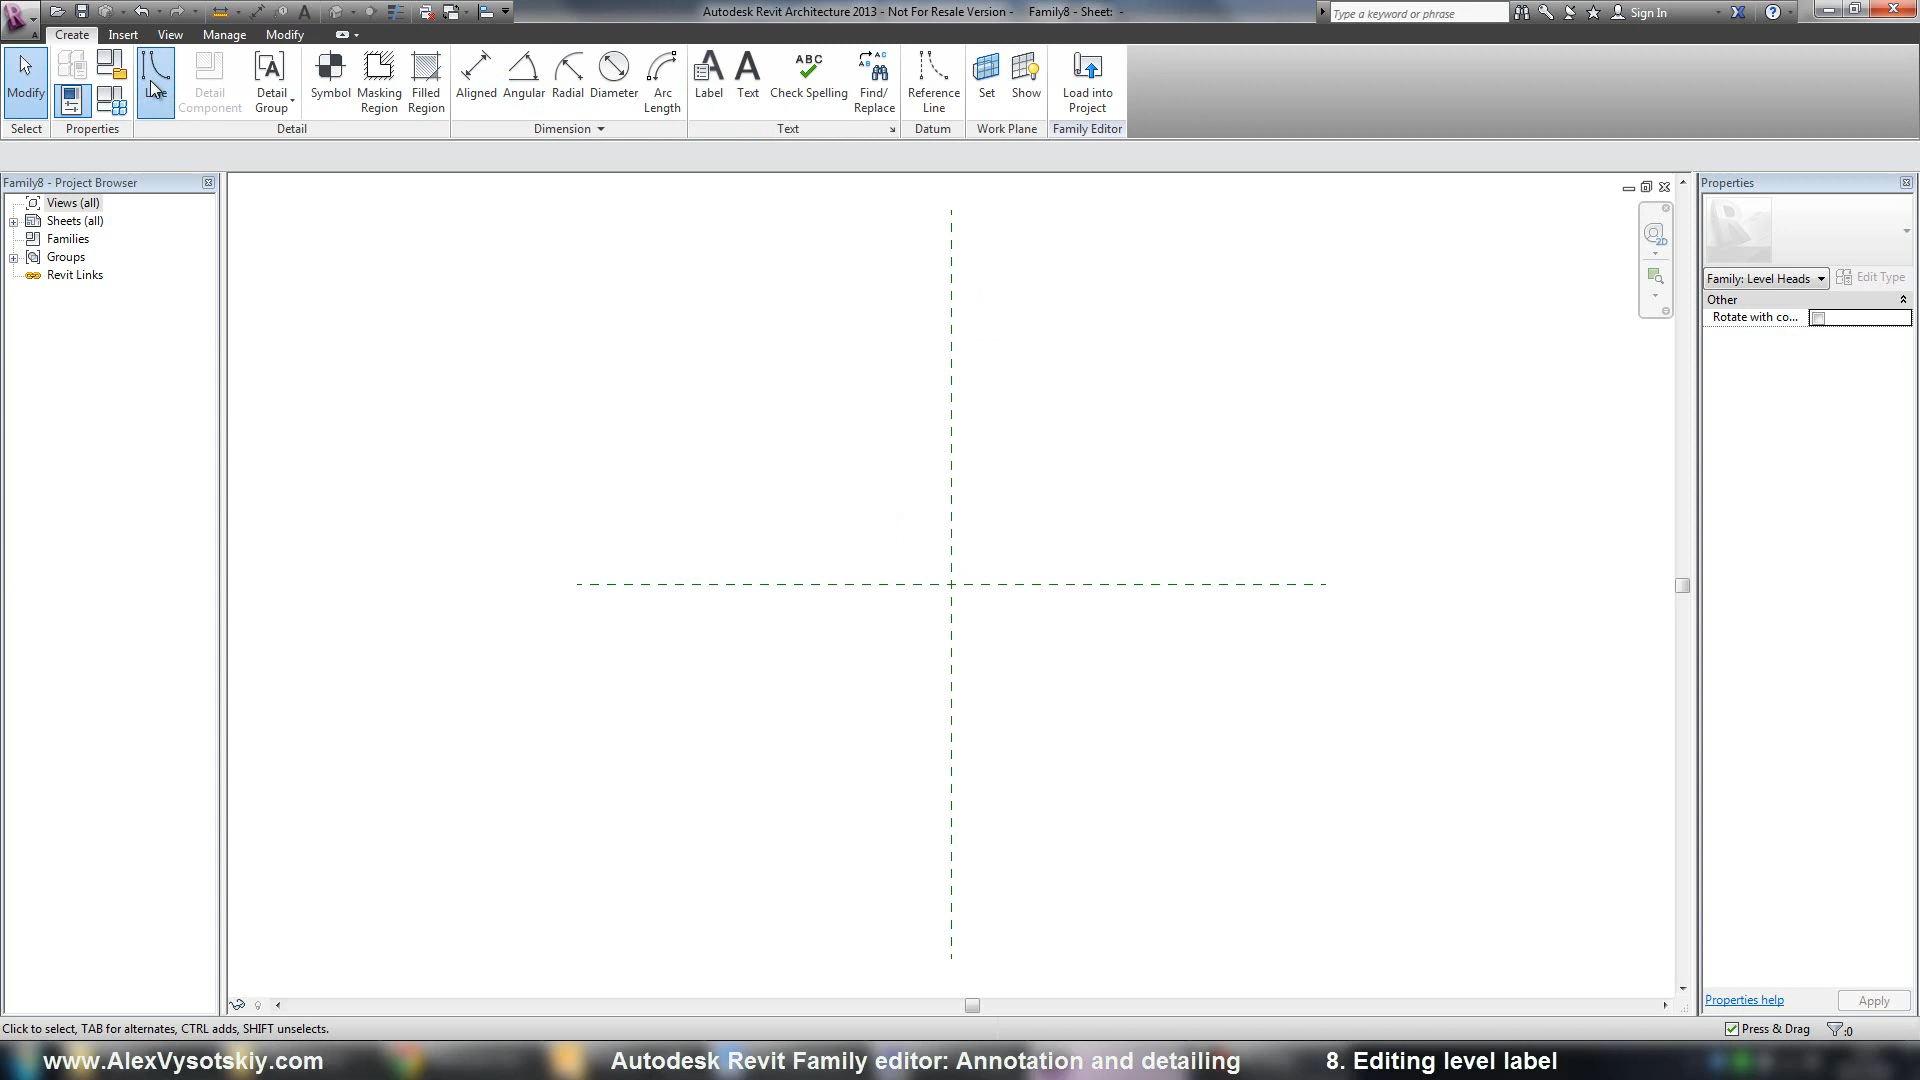 Autodesk Revit Architecture 2013 - Not For Resale Version - Family8 - Sheet: -
Type a keyword or phrase
Sign In
Create Insert View Manage Modify
Modify
Detail Component
Detail Group
Symbol
Masking Region
Filled Region
Aligned
Angular
Radial
Diameter
Arc Length
Label
Text
Check Spelling
Find/ Replace
Reference Line
Set
Show
Load into Project
Select Properties Detail Dimension Text Datum Work Plane Family Editor
Family8 - Project Browser
Views (all)
Sheets (all)
Families
Groups
Revit Links
2D
Properties
Family: Level Heads
Edit Type
Other
Rotate with co...
Properties help
Apply
Click to select, TAB for alternates, CTRL adds, SHIFT unselects.
Press & Drag
:0
www.AlexVysotskiy.com
Autodesk Revit Family editor: Annotation and detailing
8. Editing level label